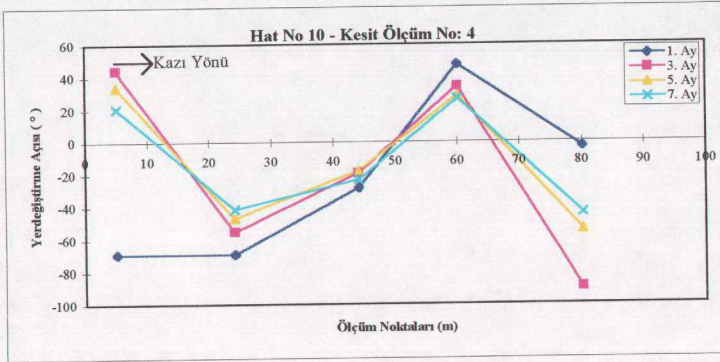 Hat No 10 - Kesit Ölçüm No: 4
60
40
20
0
-20
-40
-60
-80
-100
Yerdeğiştirme Açısı ( ° )
Kazı Yönü
1. Ay
3. Ay
5. Ay
7. Ay
0 10 20 30 40 50 60 70 80 90 100
Ölçüm Noktaları (m)